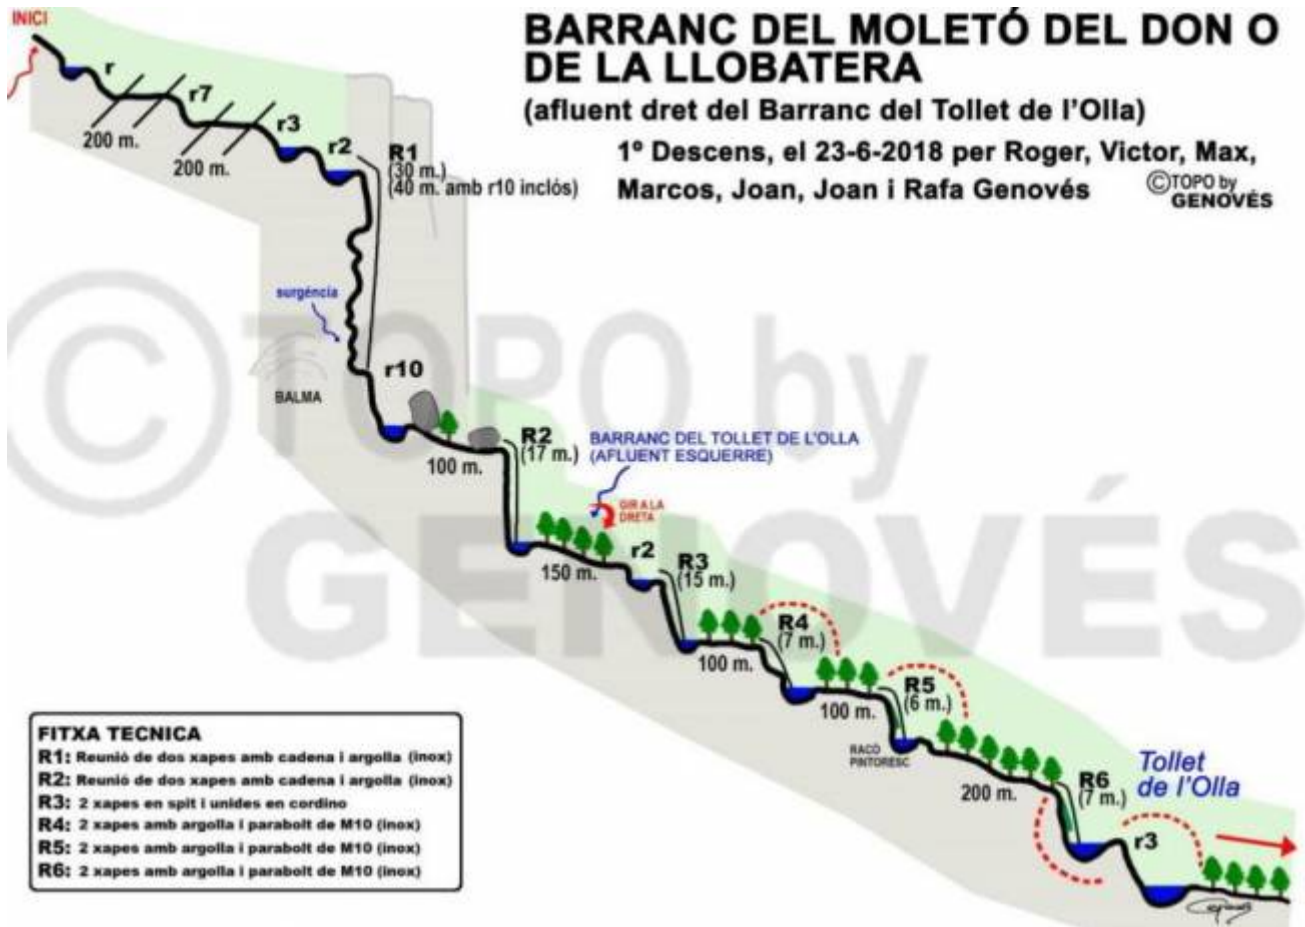 INICI
BARRANC DEL MOLETÓ DEL DON O
DE LA LLOBATERA
(afluent dret del Barranc del Tollet de l'Olla)
1º Descens, el 23-6-2018 per Roger, Victor, Max,
Marcos, Joan, Joan i Rafa Genovés
©TOPO by
GENOVÉS
r
r7
200 m.
r3
200 m.
r2
R1
(30 m.)
(40 m. amb r10 inclós)
surgéncia
r10
BALMA
© TOPO by
GENOVÉS
100 m.
R2
(17 m.)
BARRANC DEL TOLLET DE L'OLLA
(AFLUENT ESQUERRE)
GIR A LA
DRETA
150 m.
r2
R3
(15 m.)
100 m.
R4
(7 m.)
100 m.
R5
(6 m.)
RACÓ
PINTORESC
200 m.
R6
(7 m.)
Tollet
de l'Olla
r3
FITXA TECNICA
R1: Reunió de dos xapes amb cadena i argolla (inox)
R2: Reunió de dos xapes amb cadena i argolla (inox)
R3: 2 xapes en spit i unides en cordino
R4: 2 xapes amb argolla i parabolt de M10 (inox)
R5: 2 xapes amb argolla i parabolt de M10 (inox)
R6: 2 xapes amb argolla i parabolt de M10 (inox)